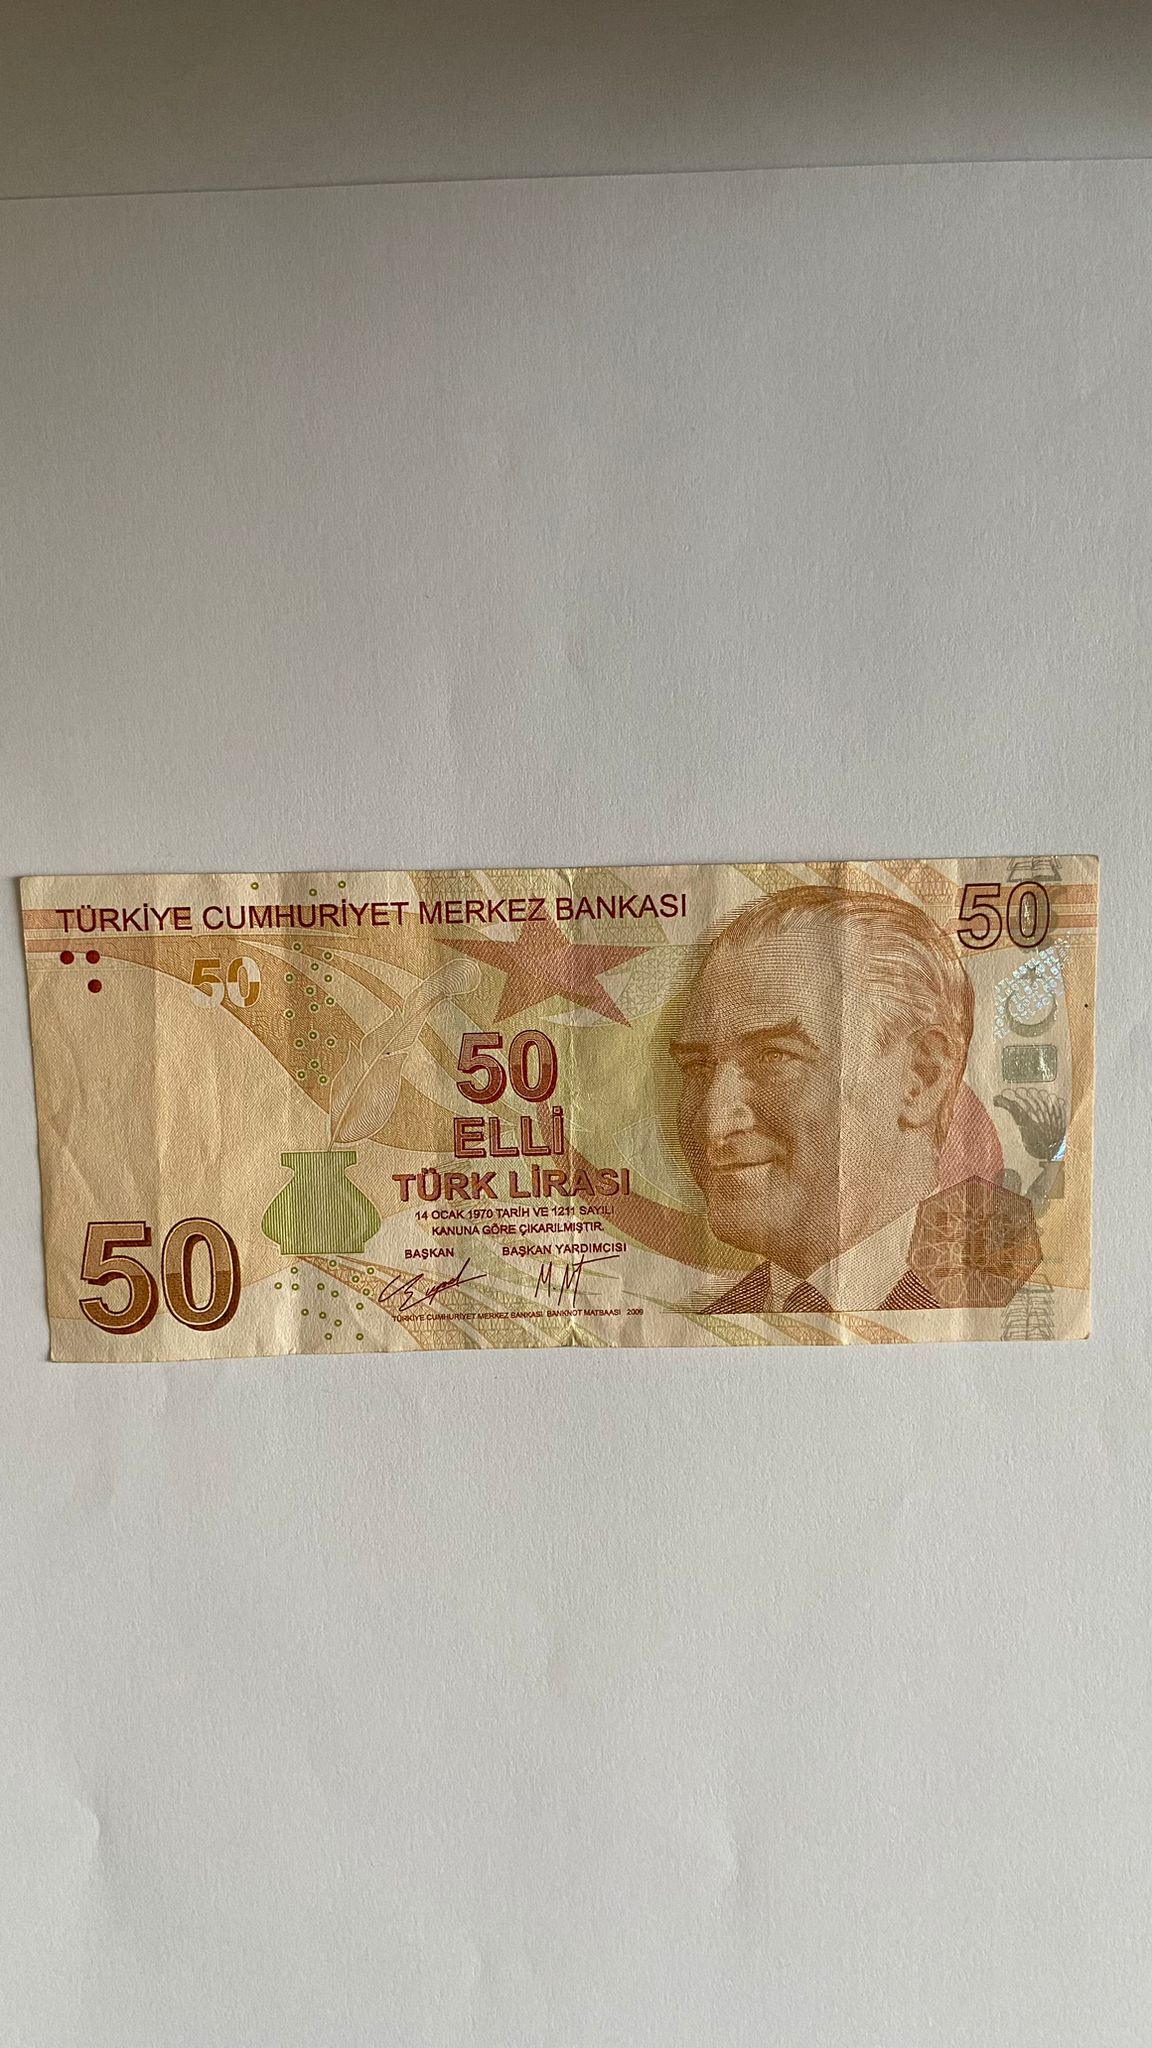 TÜRKİYE CUMHURİYET MERKEZ BANKASI
50
50
50
ELLİ
TÜRK LİRASI
14 OCAK 1970 TARİH VE 1211 SAYILI
KANUNA GÖRE ÇIKARILMIŞTIR.
BAŞKAN BAŞKAN YARDIMCISI
50
TÜRKİYE CUMHURİYET MERKEZ BANKASI BANKNOT MATBAASI 2009